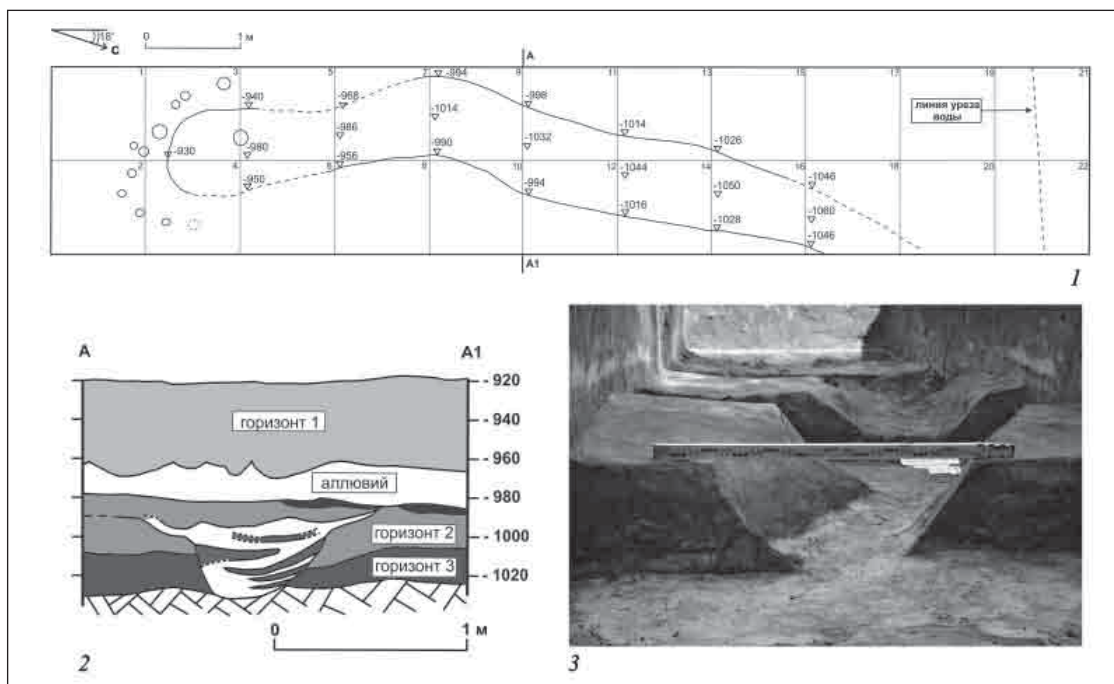 18°
С
0 1 м
А
1 3 5 7 9 11 13 15 17 19 21
-940 -968 -994 -998 -1014 -1026
линия уреза
воды
-1014
-986 -1032
-930 -980 -956 -990 -1044 -1046
2 4 6 8 10 12 14 16 18 20 22
-950 -994 -1050
-1016 -1028 -1060
-1046
А1
1
А А1
- 920
горизонт 1
- 940
- 960
аллювий
- 980
горизонт 2
- 1000
горизонт 3
- 1020
0 1 м
2
3